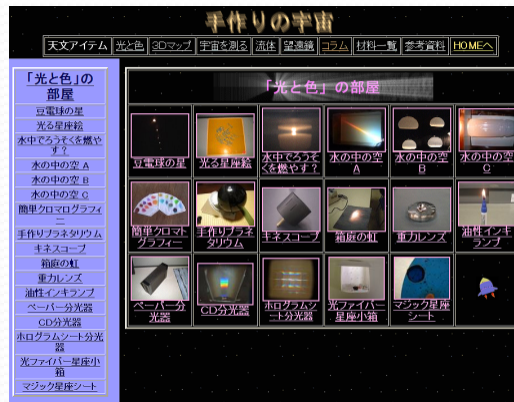 手作りの宇宙
天文アイテム 光と色 3Dマップ 宇宙を測る 流体 望遠鏡 コラム 材料一覧 参考資料 HOMEへ
「光と色」の
部屋
豆電球の星
光る星座絵
水中でろうそくを燃や
す?
水の中の空 A
水の中の空 B
水の中の空 C
簡単クロマログラフィ
ー
手作りプラネタリウム
キネスコープ
箱庭の虹
重力レンズ
油性インキランプ
ペーパー分光器
CD分光器
ホログラムシート分光
器
光ファイバー星座小
箱
マジック星座シート
「光と色」の部屋
豆電球の星
光る星座絵
水中でろうそ
くを燃やす?
水の中の空
A
水の中の空
B
水の中の空
C
簡単クロマト
グラフィー
手作りプラネ
タリウム
キネスコープ
箱庭の虹
重力レンズ
油性インキラ
ンプ
ペーパー分
光器
CD分光器
ホログラムシ
ート分光器
光ファイバー
星座小箱
マジック星座
シート